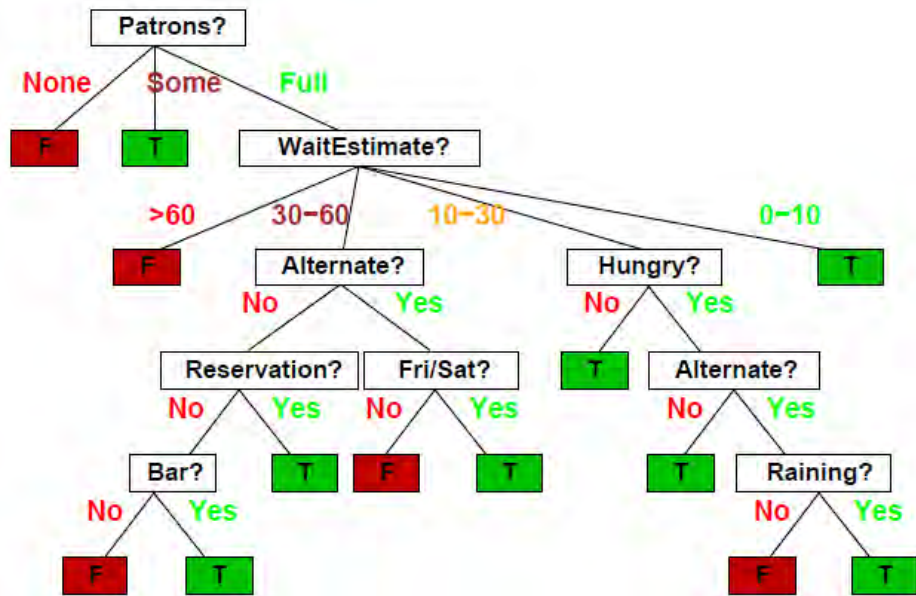 Patrons?
None Some Full
F T WaitEstimate?
>60 30−60 10−30 0−10
F Alternate? Hungry? T
No Yes No Yes
Reservation? Fri/Sat? T Alternate?
No Yes No Yes No Yes
Bar? T F T T Raining?
No Yes No Yes
F T F T